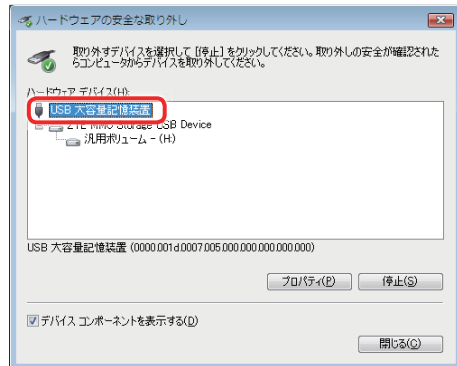 ハードウェアの安全な取り外し
取り外すデバイスを選択して [停止] をクリックしてください。取り外しの安全が確認された
らコンピュータからデバイスを取り外してください。
ハードウェア デバイス(H):
USB 大容量記憶装置
ZTE MMC Storage USB Device
汎用ボリューム - (H:)
USB 大容量記憶装置 (0000.001d.0007.005.000.000.000.000.000)
プロパティ(P)
停止(S)
デバイス コンポーネントを表示する(D)
閉じる(C)